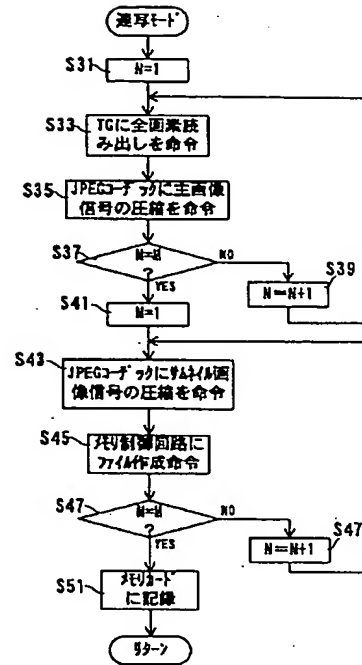 連写モード
S31
N=1
S33
TGに全画素読
み出しを命令
S35
JPEGコーデックに主画像
信号の圧縮を命令
S37
N=M
?
NO
YES
S39
N=N+1
S41
N=1
S43
JPEGコーデックにサムネイル画
像信号の圧縮を命令
S45
メモリ制御回路に
ファイル作成命令
S47
N=M
?
NO
YES
S47
N=N+1
S51
メモリカード
に記録
リターン